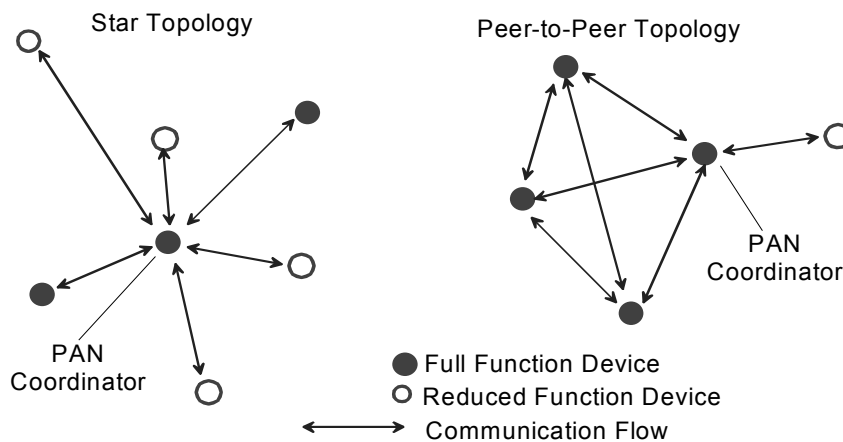 Star Topology
Peer-to-Peer Topology
PAN
Coordinator
PAN
Coordinator
Full Function Device
Reduced Function Device
Communication Flow